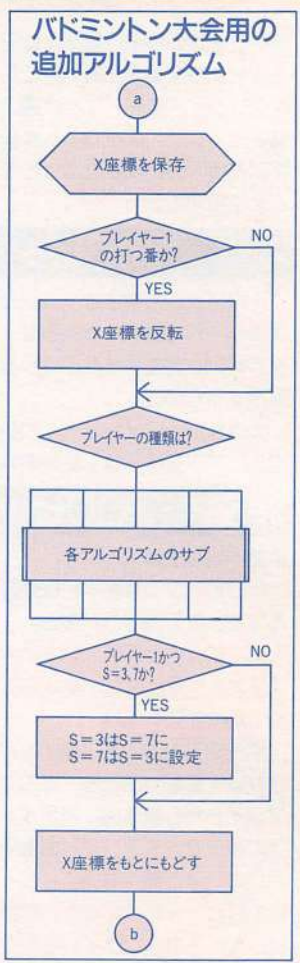 バドミントン大会用の
追加アルゴリズム
a
X座標を保存
プレイヤー1
の打つ番か?
NO
YES
X座標を反転
プレイヤーの種類は?
各アルゴリズムのサブ
プレイヤー1かつ
S=3,7か?
NO
YES
S=3はS=7に
S=7はS=3に設定
X座標をもとにもどす
b